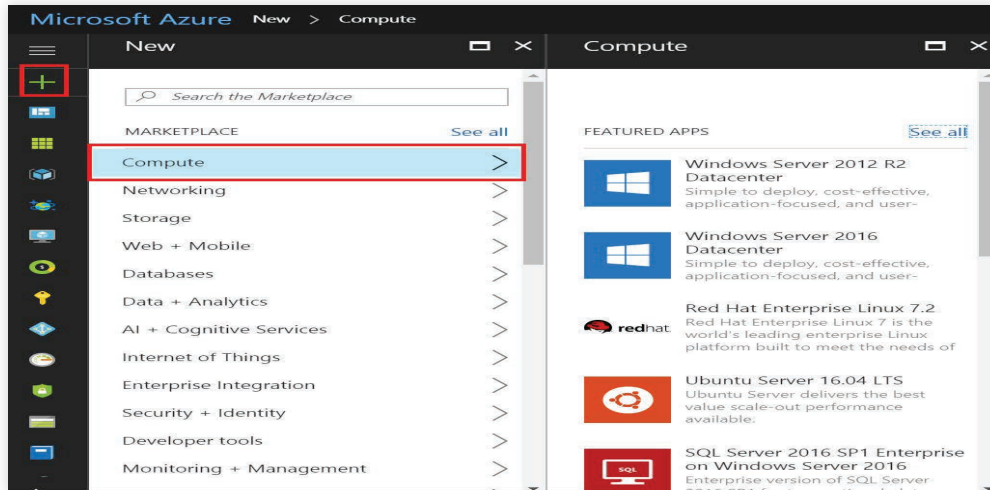 Microsoft Azure New > Compute
New
Search the Marketplace
MARKETPLACE See all
Compute
Networking
Storage
Web + Mobile
Databases
Data + Analytics
AI + Cognitive Services
Internet of Things
Enterprise Integration
Security + Identity
Developer tools
Monitoring + Management
Compute
FEATURED APPS See all
Windows Server 2012 R2
Datacenter
Simple to deploy, cost-effective,
application-focused, and user-
Windows Server 2016
Datacenter
Simple to deploy, cost-effective,
application-focused, and user-
redhat.
Red Hat Enterprise Linux 7.2
Red Hat Enterprise Linux 7 is the
world's leading enterprise Linux
platform built to meet the needs of
Ubuntu Server 16.04 LTS
Ubuntu Server delivers the best
value scale-out performance
available.
SQL
SQL Server 2016 SP1 Enterprise
on Windows Server 2016
Enterprise version of SQL Server